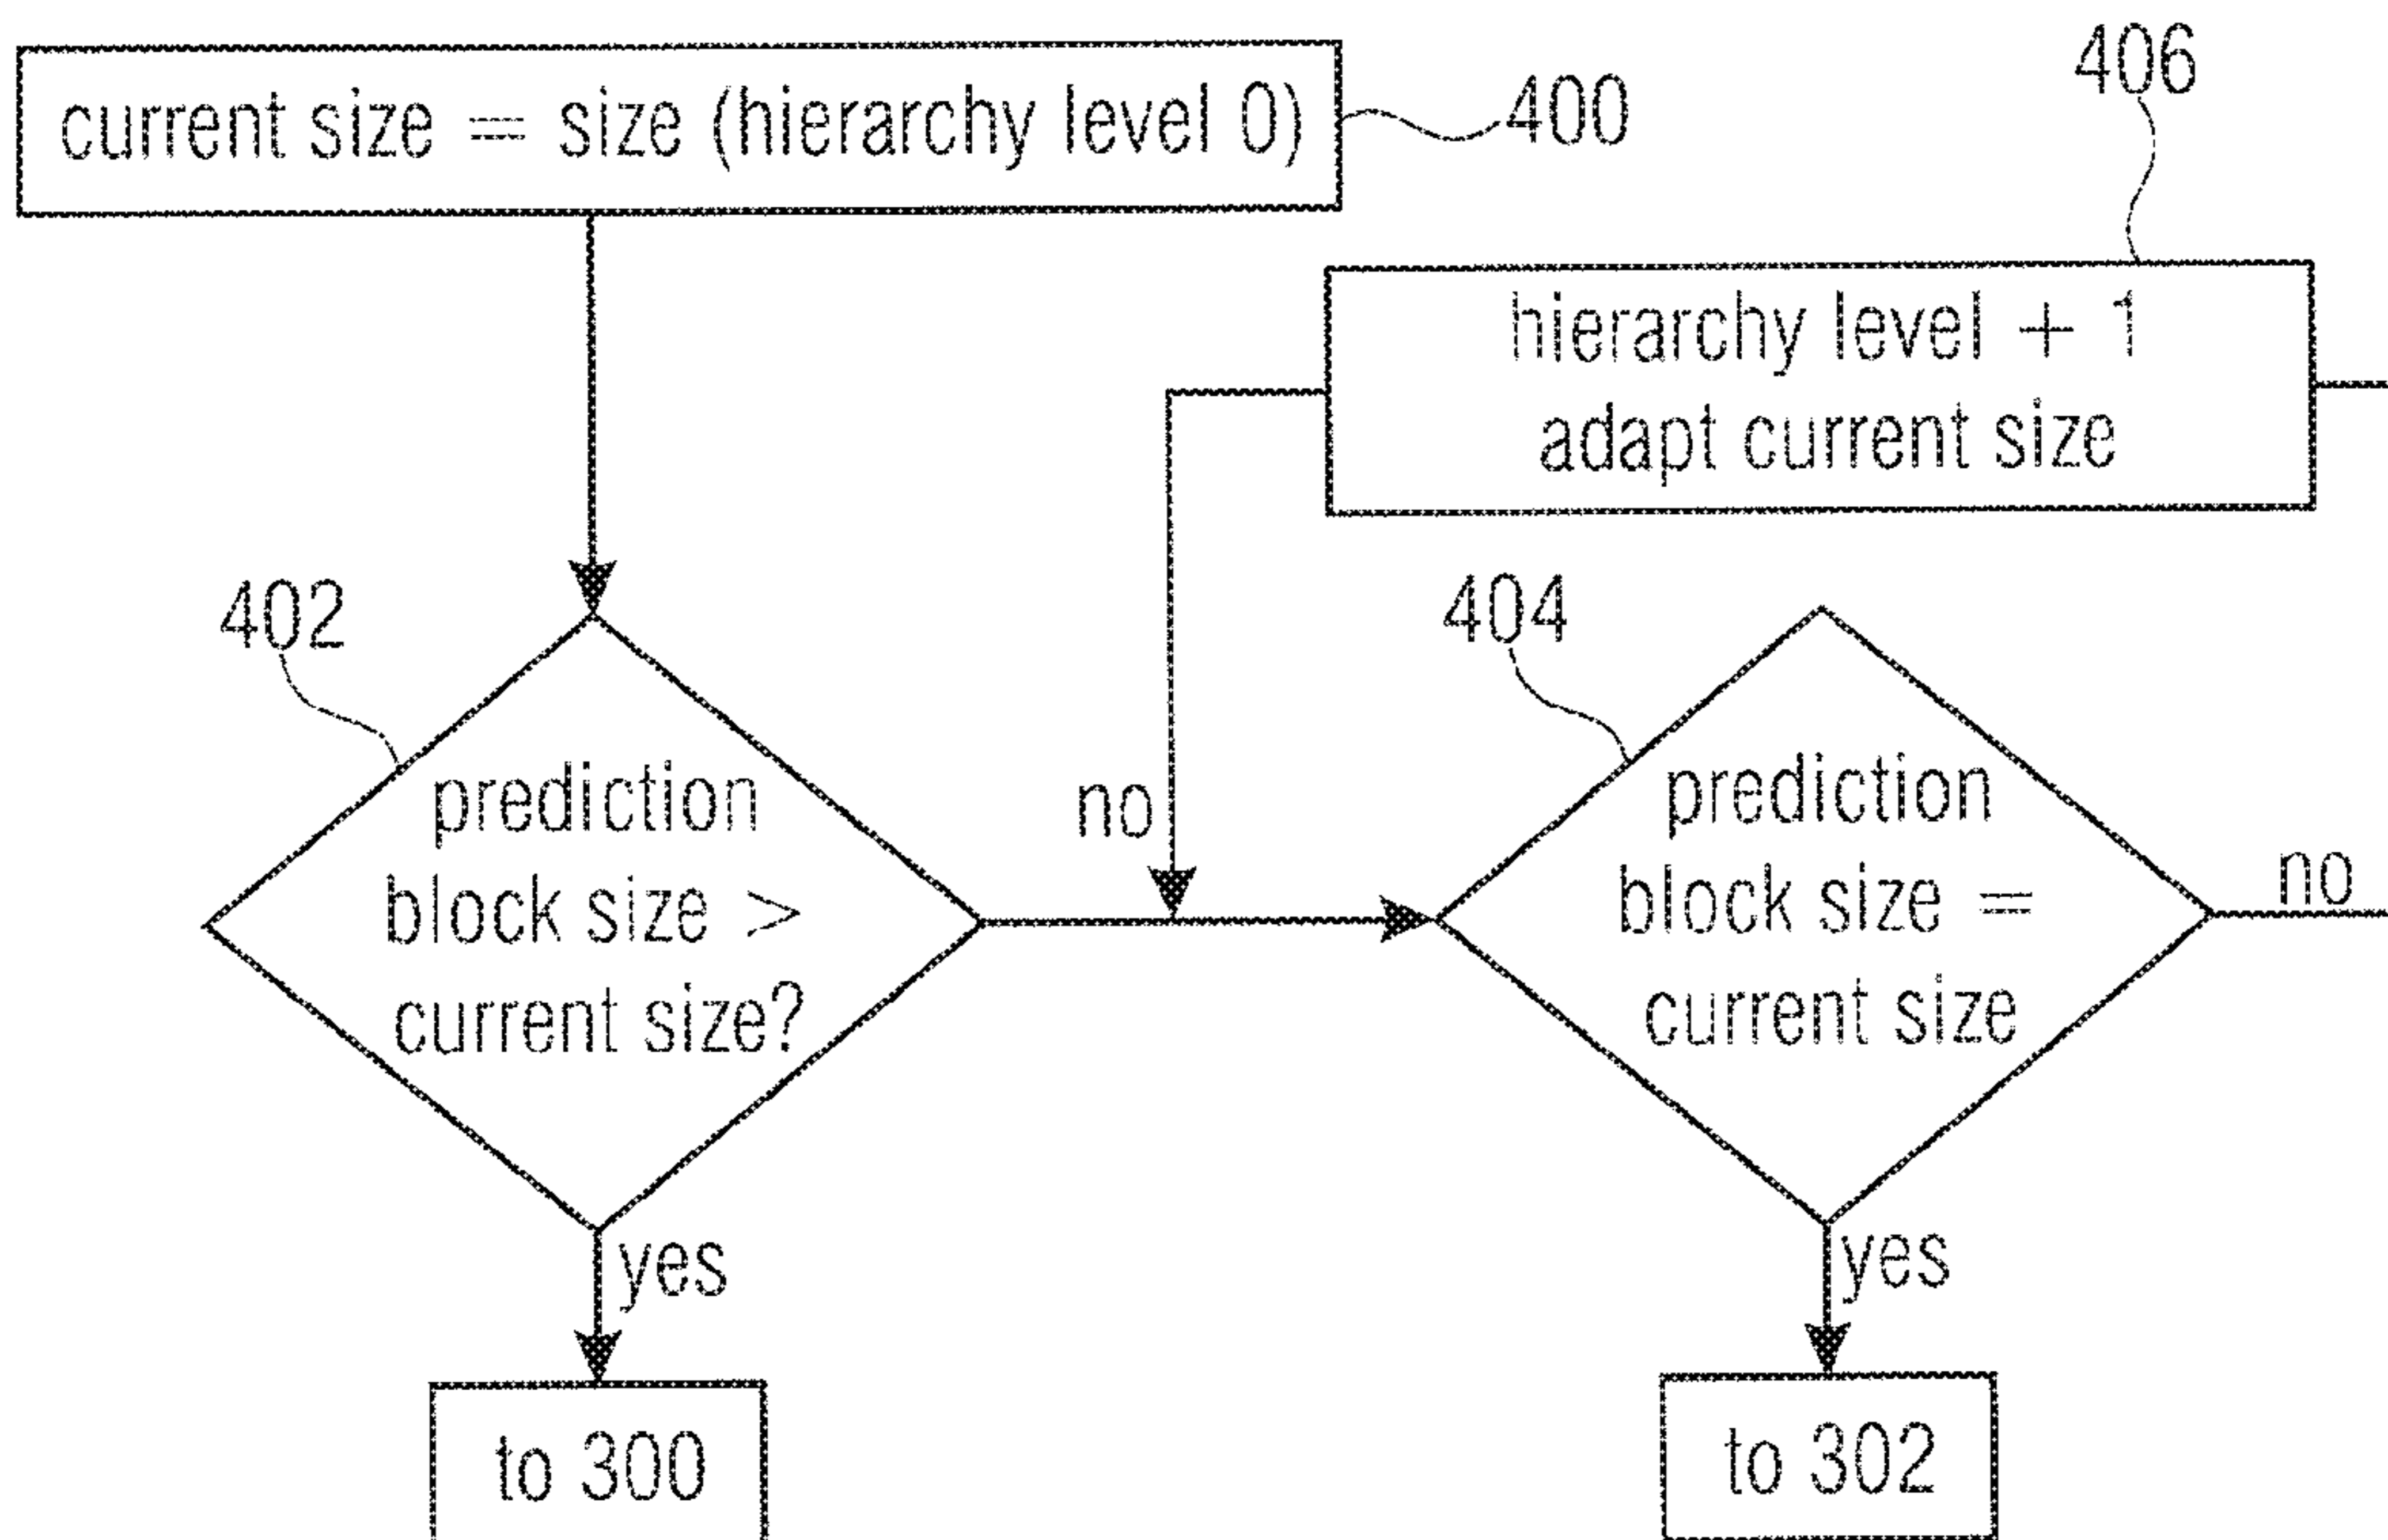 current size = size (hierarchy level 0)
400
406
hierarchy level + 1
adapt current size
402
404
prediction
block size >
current size?
no
prediction
block size =
current size
no
yes
yes
to 300
to 302